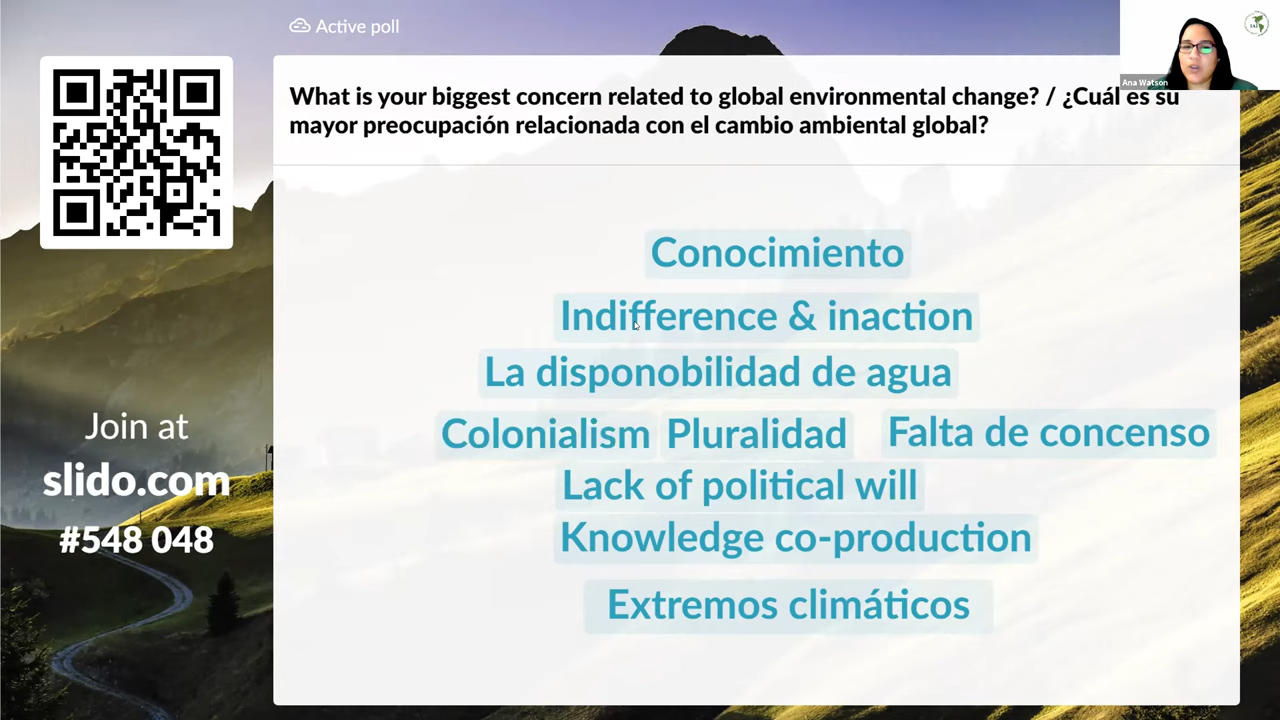 Active poll
What is your biggest concern related to global environmental change? / ¿Cuál es su
mayor preocupación relacionada con el cambio ambiental global?
Ana Watson
IAI
Conocimiento
Indifference & inaction
La disponobilidad de agua
Colonialism Pluralidad Falta de concenso
Lack of political will
Knowledge co-production
Extremos climáticos
Join at
slido.com
#548 048